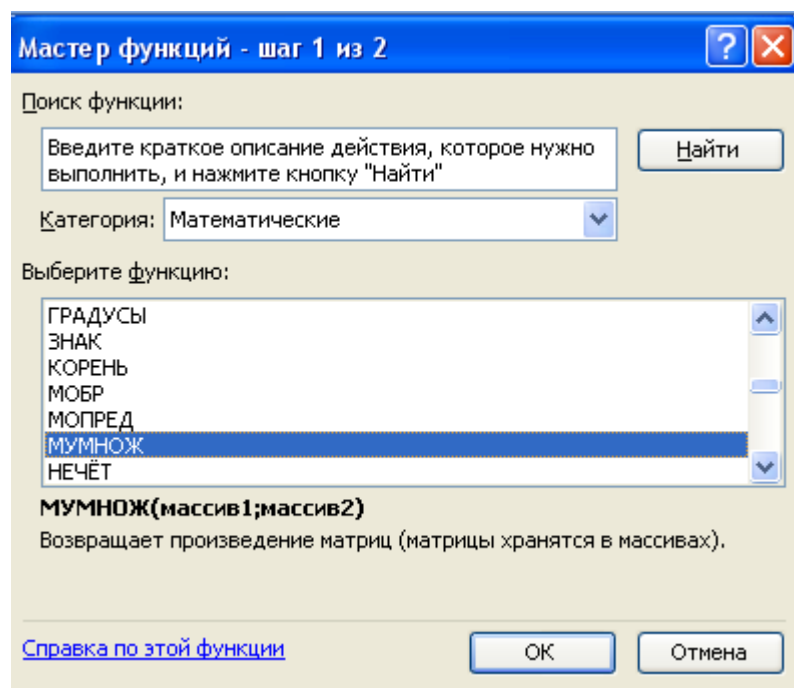 Мастер функций - шаг 1 из 2
Поиск функции:
Введите краткое описание действия, которое нужно
выполнить, и нажмите кнопку "Найти"
Найти
Категория: Математические
Выберите функцию:
ГРАДУСЫ
ЗНАК
КОРЕНЬ
МОБР
МОПРЕД
МУМНОЖ
НЕЧЁТ
МУМНОЖ(массив1;массив2)
Возвращает произведение матриц (матрицы хранятся в массивах).
Справка по этой функции
ОК
Отмена